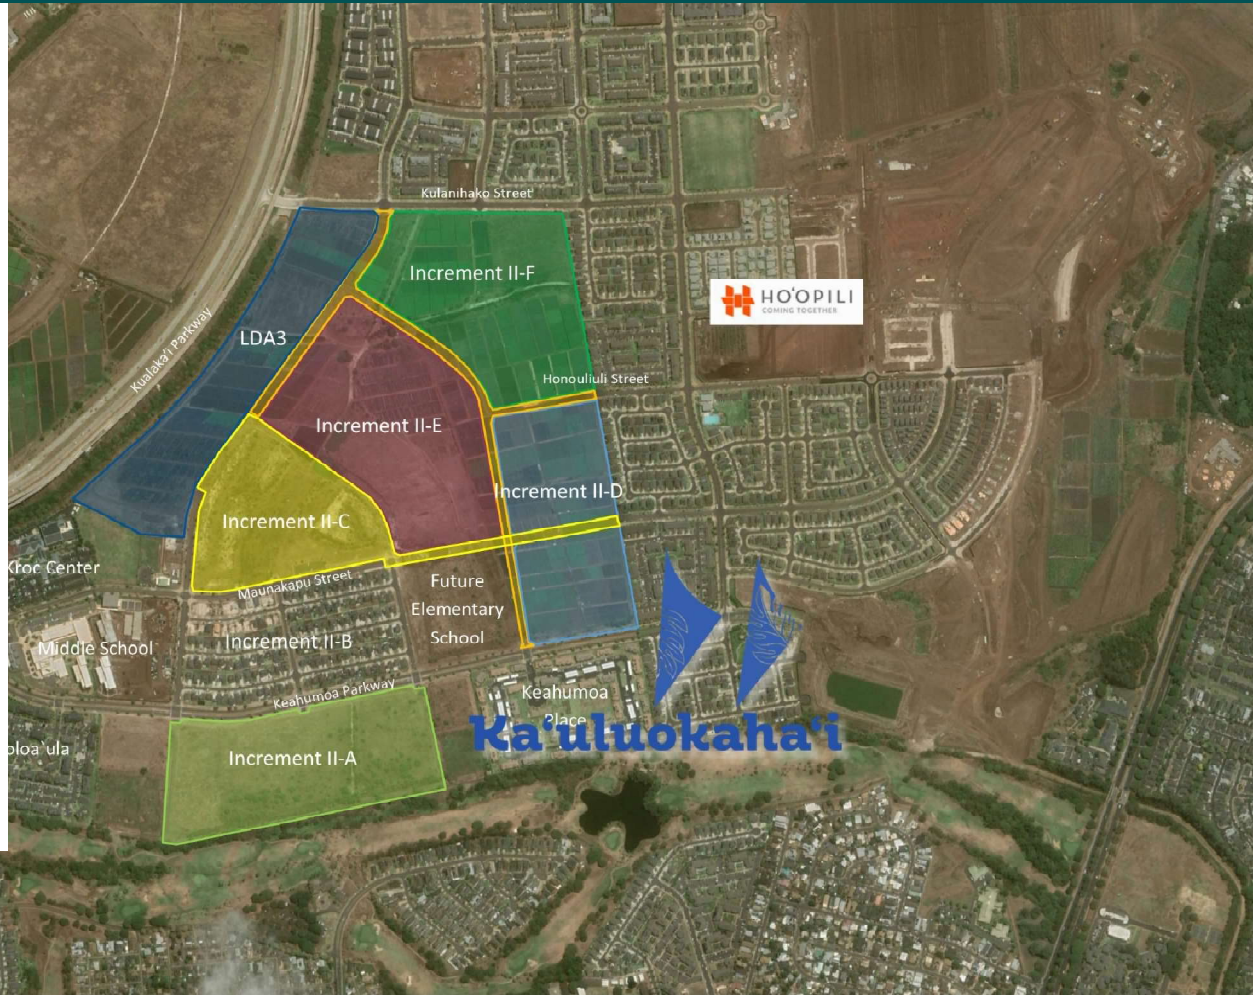 Kulanihako Street
Increment II-F
HO'OPILI
COMING TOGETHER
Kualaka'i Parkway
LDA3
Honouliuli Street
Increment II-E
Increment II-D
Increment II-C
Kroc Center
Maunakapu Street
Future
Elementary
School
Middle School
Increment II-B
Keahumoa Parkway
Keahumoa
Place
Ka'uluokaha'i
oloa'ula
Increment II-A